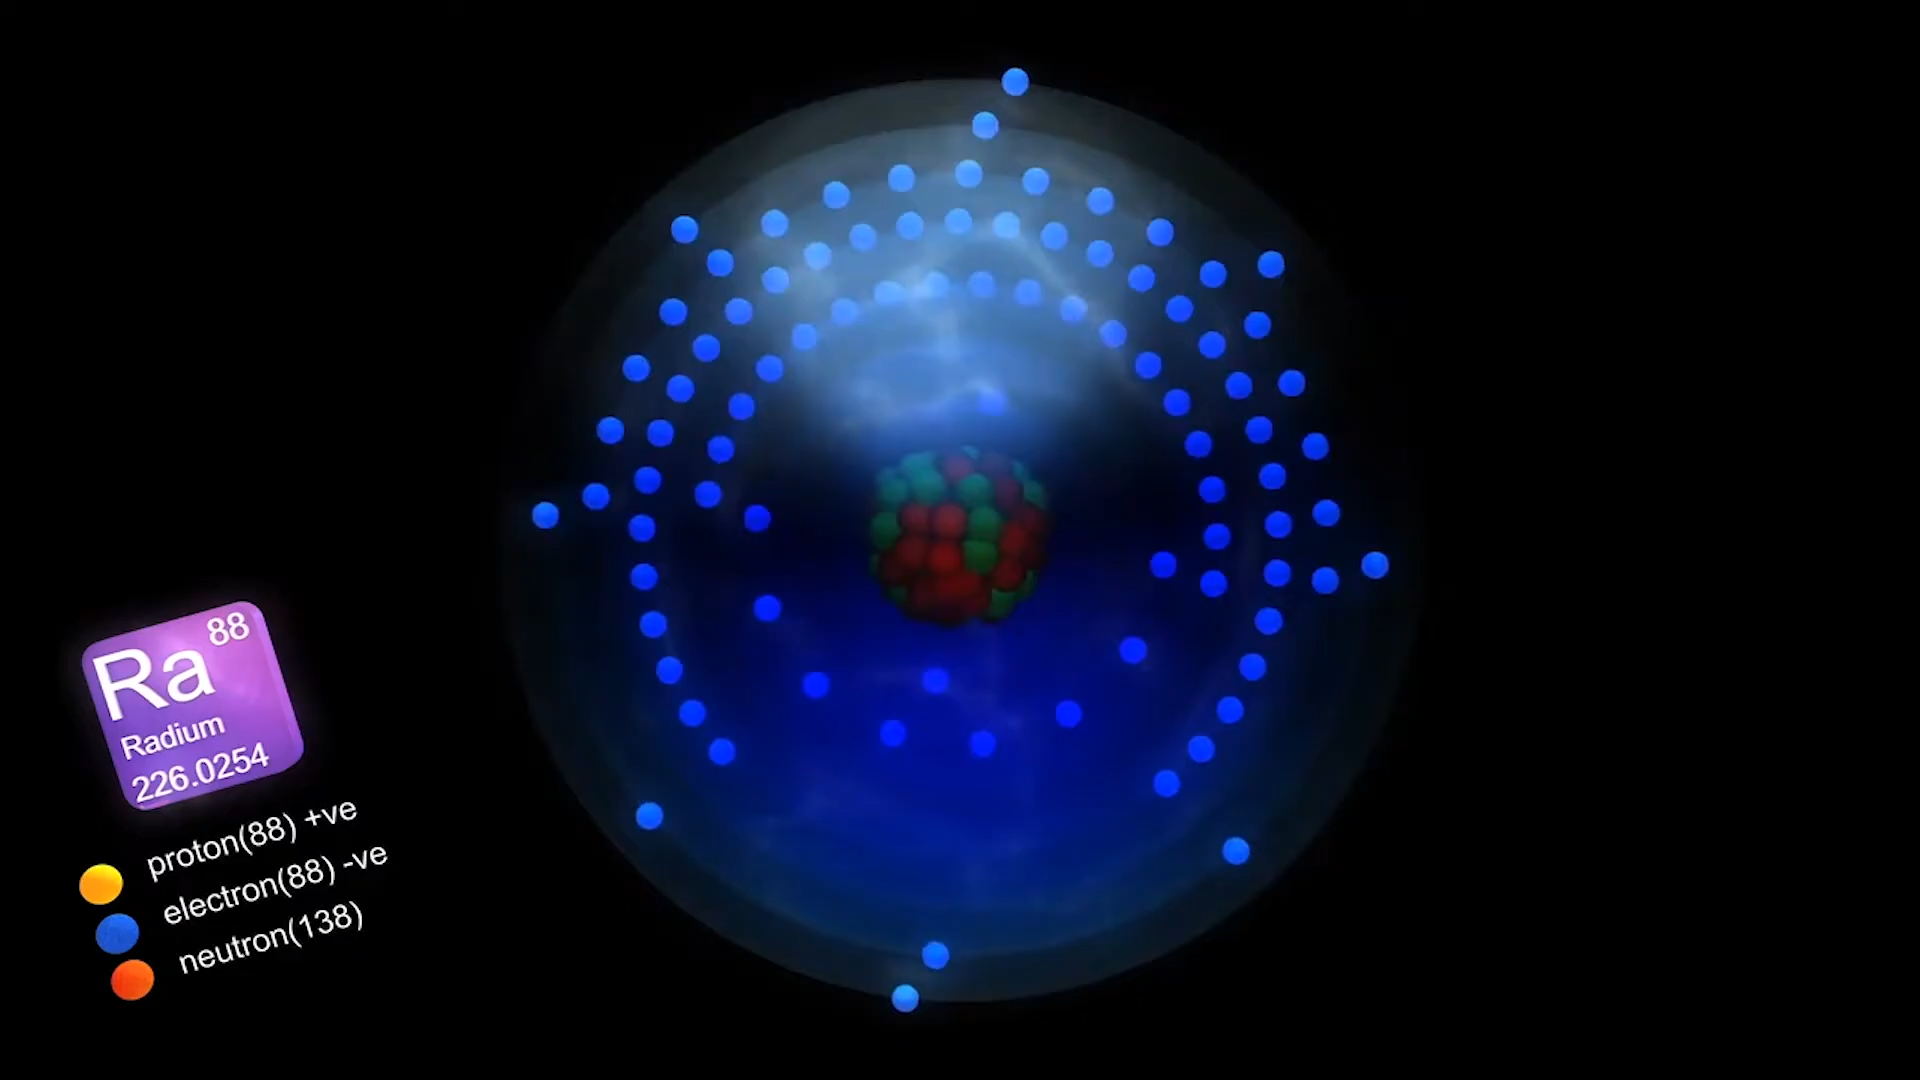 88
Ra
Radium
226.0254
proton(88) +ve
electron(88) -ve
neutron(138)